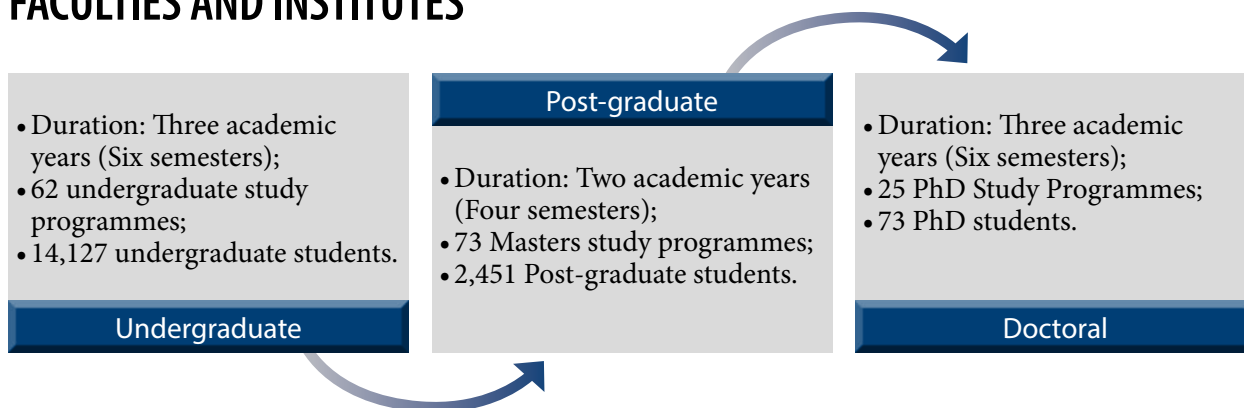 FACULTIES AND INSTITUTES
• Duration: Three academic
years (Six semesters);
• 62 undergraduate study
programmes;
• 14,127 undergraduate students.
Undergraduate
Post-graduate
• Duration: Two academic years
(Four semesters);
• 73 Masters study programmes;
• 2,451 Post-graduate students.
• Duration: Three academic
years (Six semesters);
• 25 PhD Study Programmes;
• 73 PhD students.
Doctoral